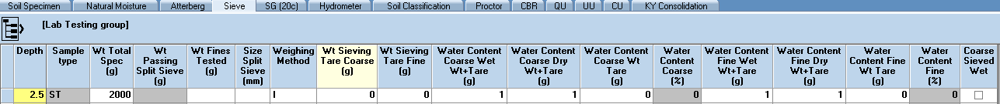 Soil Specimen Natural Moisture Atterberg Sieve SG (20c) Hydrometer Soil Classification Proctor CBR QU UU CU KY Consolidation
[Lab Testing group]
Depth Sample type Wt Total Spec (g) Wt Passing Split Sieve (g) Wt Fines Tested (g) Size Split Sieve (mm) Weighing Method Wt Sieving Tare Coarse (g) Wt Sieving Tare Fine (g) Water Content Coarse Wet Wt+Tare (g) Water Content Coarse Dry Wt+Tare (g) Water Content Coarse Wt Tare (g) Water Content Coarse (%) Water Content Fine Wet Wt+Tare (g) Water Content Fine Dry Wt+Tare (g) Water Content Fine Wt Tare (g) Water Content Fine (%) Coarse Sieved Wet
2.5 ST 2000 I 0 0 1 1 0 0 1 1 0 0